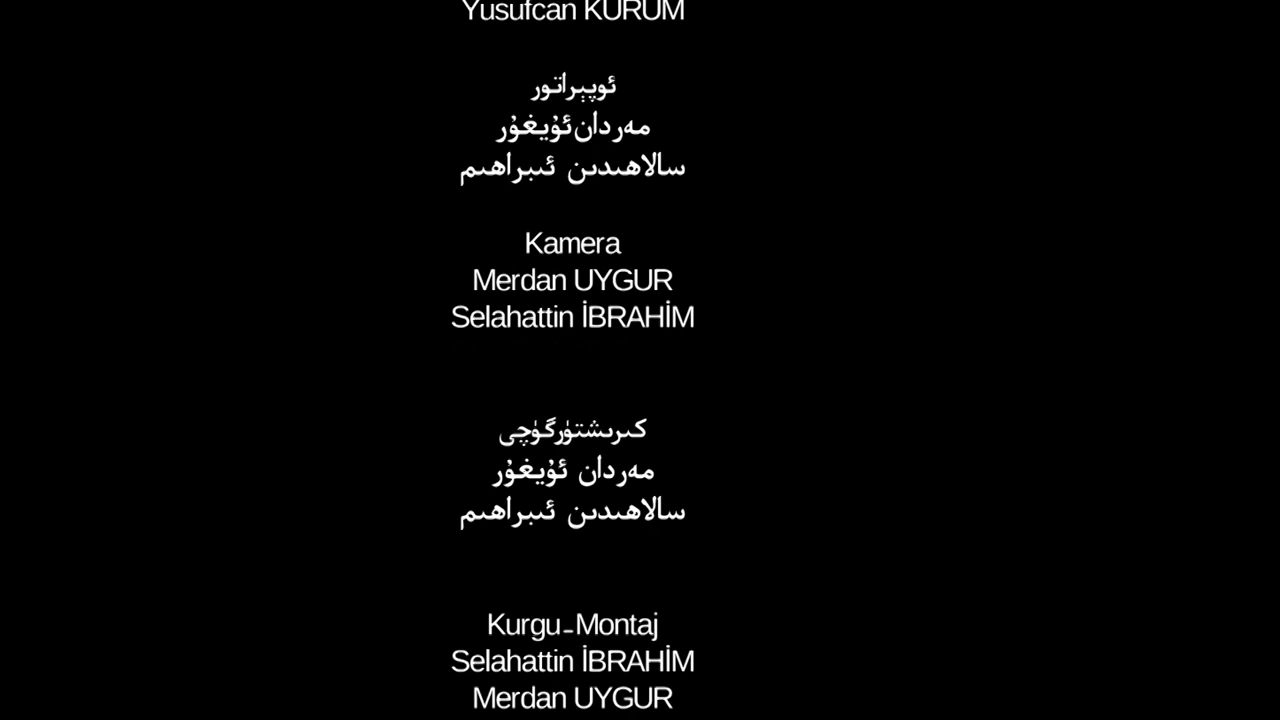 Yusufcan KURUM
ئوپېراتور
مەردان ئۇيغۇر
سالاھىدىن ئىبراھىم
Kamera
Merdan UYGUR
Selahattin İBRAHİM
كىرىشتۈرگۈچى
مەردان ئۇيغۇر
سالاھىدىن ئىبراھىم
Kurgu-Montaj
Selahattin İBRAHİM
Merdan UYGUR